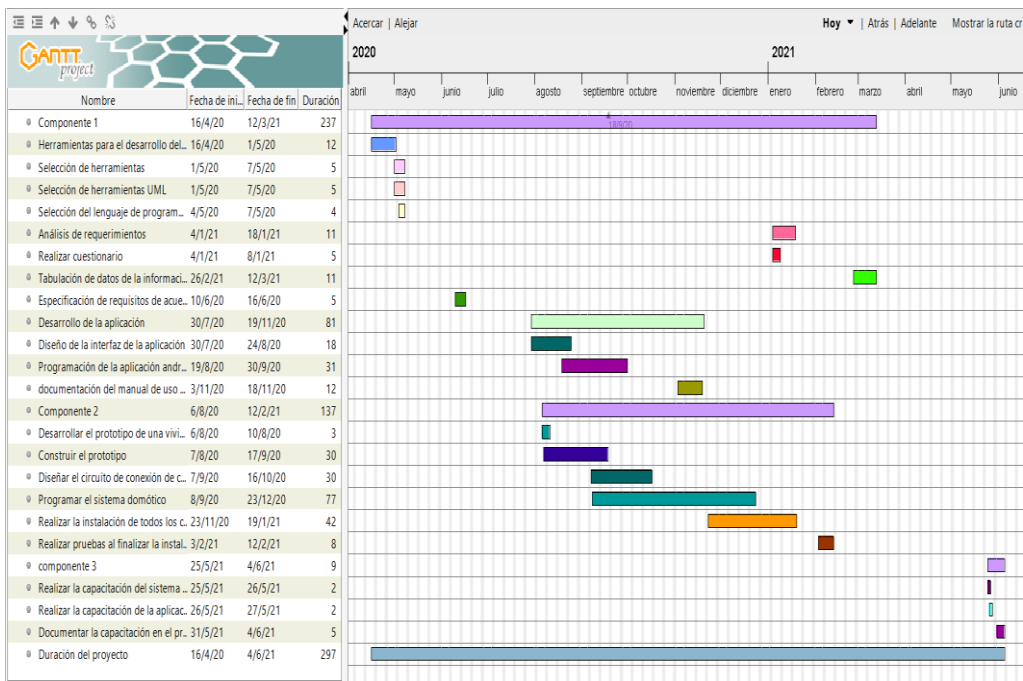 Acercar | Alejar
Hoy ▼ | Atrás | Adelante Mostrar la ruta cr
GANTT
project
2020 2021
abril mayo junio julio agosto septiembre octubre noviembre diciembre enero febrero marzo abril mayo junio
Nombre Fecha de ini... Fecha de fin Duración
Componente 1 16/4/20 12/3/21 237
18/9/20
Herramientas para el desarrollo del... 16/4/20 1/5/20 12
Selección de herramientas 1/5/20 7/5/20 5
Selección de herramientas UML 1/5/20 7/5/20 5
Selección del lenguaje de program... 4/5/20 7/5/20 4
Análisis de requerimientos 4/1/21 18/1/21 11
Realizar cuestionario 4/1/21 8/1/21 5
Tabulación de datos de la informaci... 26/2/21 12/3/21 11
Especificación de requisitos de acue... 10/6/20 16/6/20 5
Desarrollo de la aplicación 30/7/20 19/11/20 81
Diseño de la interfaz de la aplicación 30/7/20 24/8/20 18
Programación de la aplicación andr... 19/8/20 30/9/20 31
documentación del manual de uso ... 3/11/20 18/11/20 12
Componente 2 6/8/20 12/2/21 137
Desarrollar el prototipo de una vivi... 6/8/20 10/8/20 3
Construir el prototipo 7/8/20 17/9/20 30
Diseñar el circuito de conexión de c... 7/9/20 16/10/20 30
Programar el sistema domótico 8/9/20 23/12/20 77
Realizar la instalación de todos los c... 23/11/20 19/1/21 42
Realizar pruebas al finalizar la instal... 3/2/21 12/2/21 8
componente 3 25/5/21 4/6/21 9
Realizar la capacitación del sistema ... 25/5/21 26/5/21 2
Realizar la capacitación de la aplicac... 26/5/21 27/5/21 2
Documentar la capacitación en el pr... 31/5/21 4/6/21 5
Duración del proyecto 16/4/20 4/6/21 297